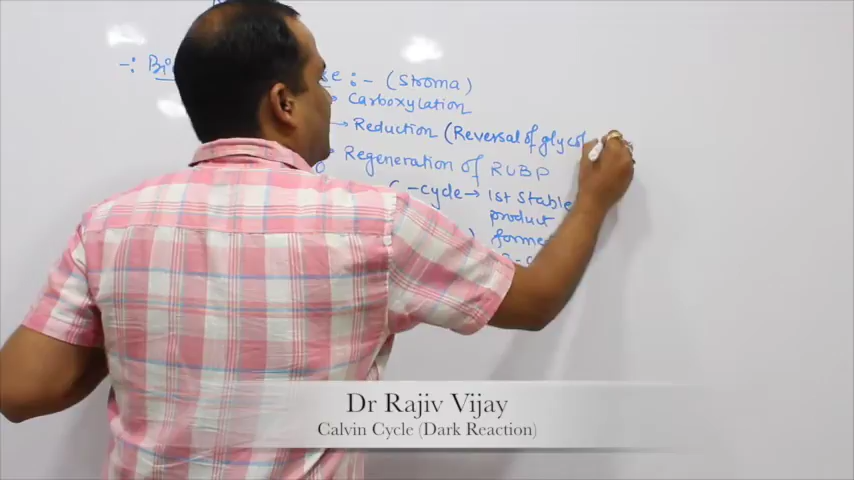 -: :- (Stroma)
Carboxylation
→ Reduction (Reversal of glycol
Regeneration of RUBP
-cycle → 1st Stable
product
forme
Dr Rajiv Vijay
Calvin Cycle (Dark Reaction)